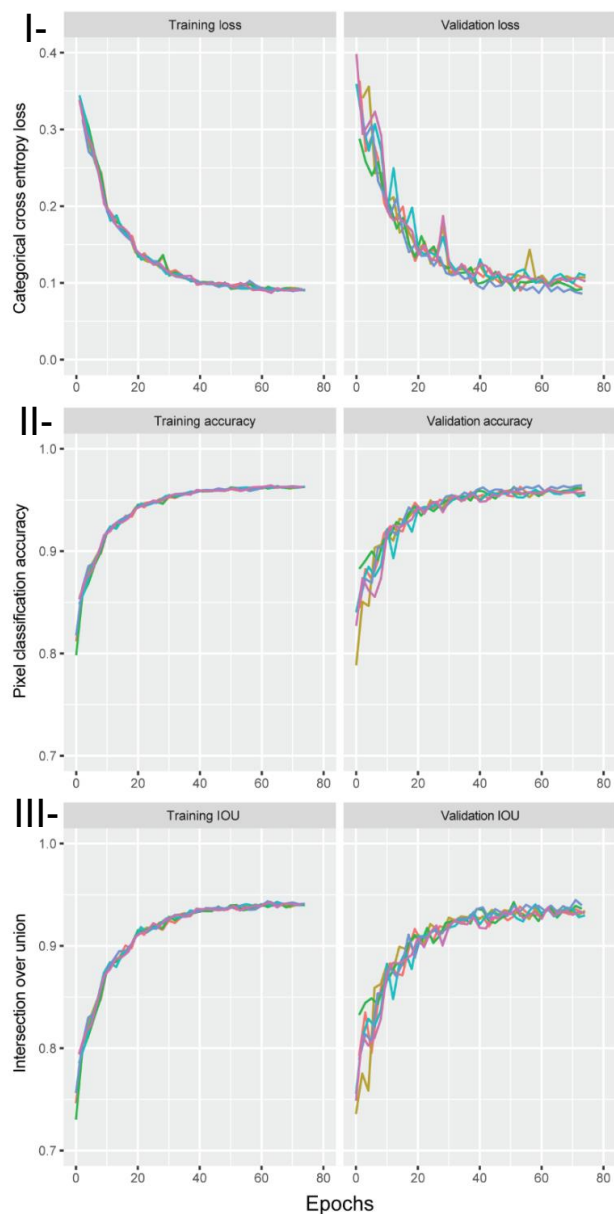 I-
Training loss
Validation loss
Categorical cross entropy loss
0.4
0.3
0.2
0.1
0.0
0 20 40 60 80
0 20 40 60 80
II-
Training accuracy
Validation accuracy
Pixel classification accuracy
1.0
0.9
0.8
0.7
0 20 40 60 80
0 20 40 60 80
III-
Training IOU
Validation IOU
Intersection over union
1.0
0.9
0.8
0.7
0 20 40 60 80
0 20 40 60 80
Epochs